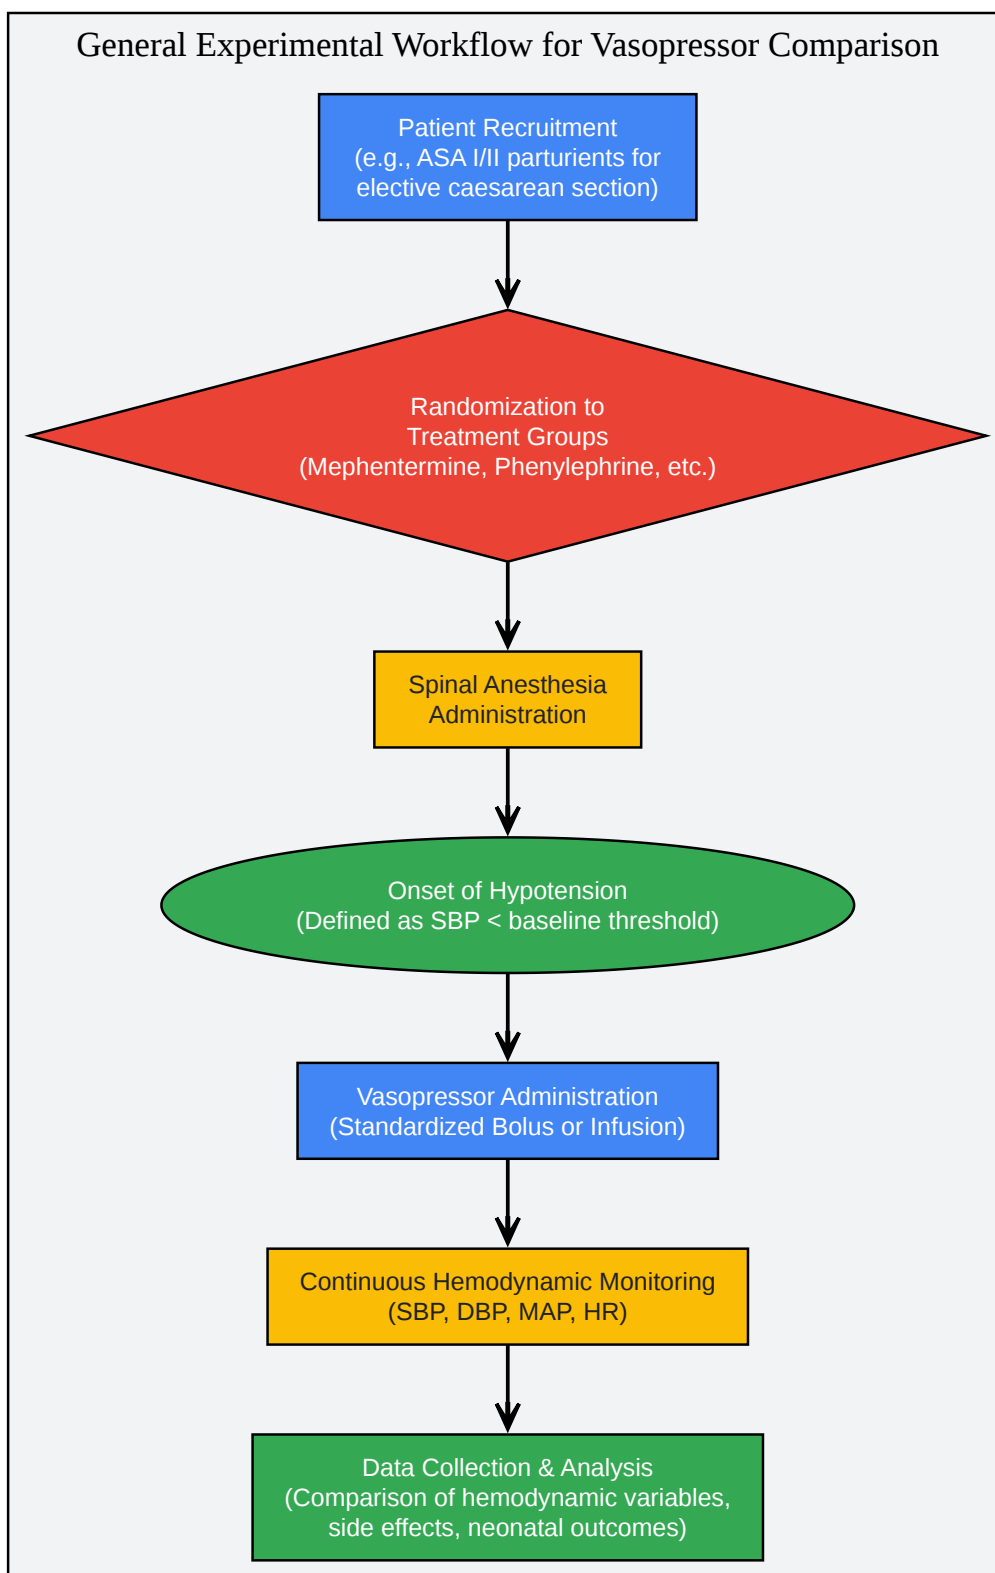 General Experimental Workflow for Vasopressor Comparison
Patient Recruitment
(e.g., ASA I/II parturients for
elective caesarean section)
Randomization to
Treatment Groups
(Mephentermine, Phenylephrine, etc.)
Spinal Anesthesia
Administration
Onset of Hypotension
(Defined as SBP < baseline threshold)
Vasopressor Administration
(Standardized Bolus or Infusion)
Continuous Hemodynamic Monitoring
(SBP, DBP, MAP, HR)
Data Collection & Analysis
(Comparison of hemodynamic variables,
side effects, neonatal outcomes)